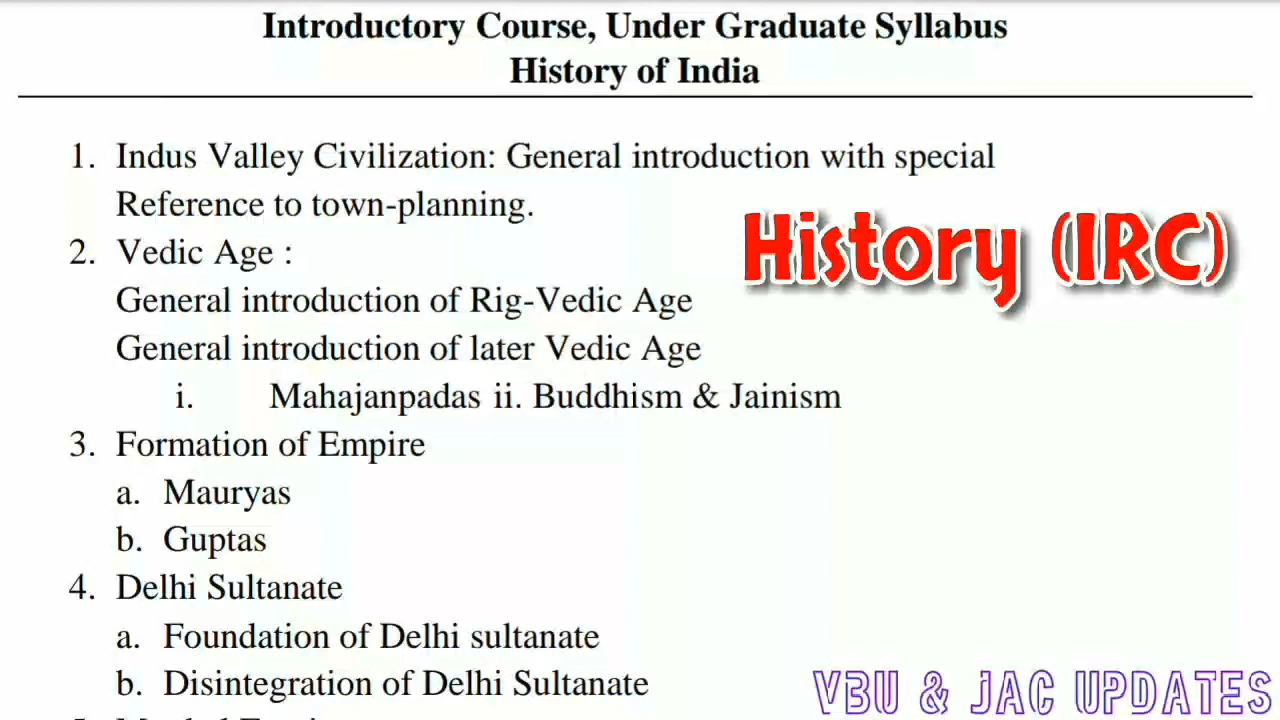 Introductory Course, Under Graduate Syllabus
History of India
1. Indus Valley Civilization: General introduction with special
Reference to town-planning.
History (IRC)
2. Vedic Age :
General introduction of Rig-Vedic Age
General introduction of later Vedic Age
i. Mahajanpadas ii. Buddhism & Jainism
3. Formation of Empire
a. Mauryas
b. Guptas
4. Delhi Sultanate
a. Foundation of Delhi sultanate
b. Disintegration of Delhi Sultanate
VBU & JAC UPDATES